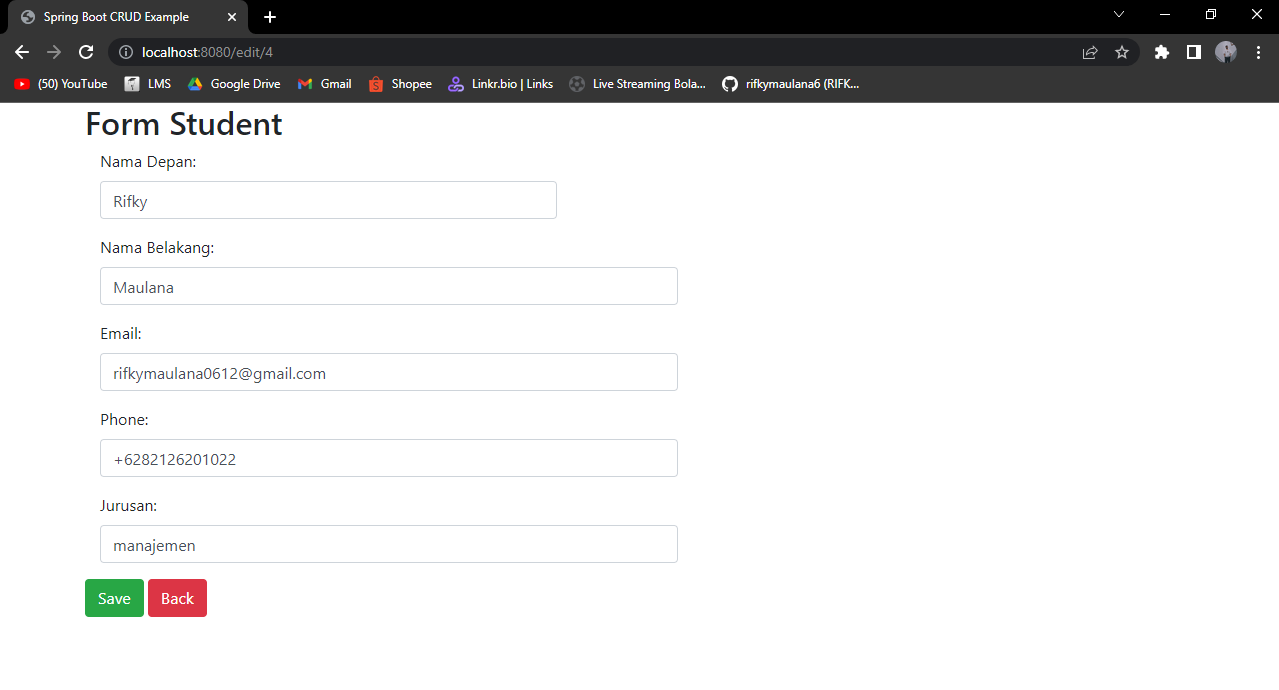 Spring Boot CRUD Example
localhost:8080/edit/4
(50) YouTube LMS Google Drive Gmail Shopee Linkr.bio | Links Live Streaming Bola... rifkymaulana6 (RIFK...
Form Student
Nama Depan:
Rifky
Nama Belakang:
Maulana
Email:
rifkymaulana0612@gmail.com
Phone:
+6282126201022
Jurusan:
manajemen
Save Back